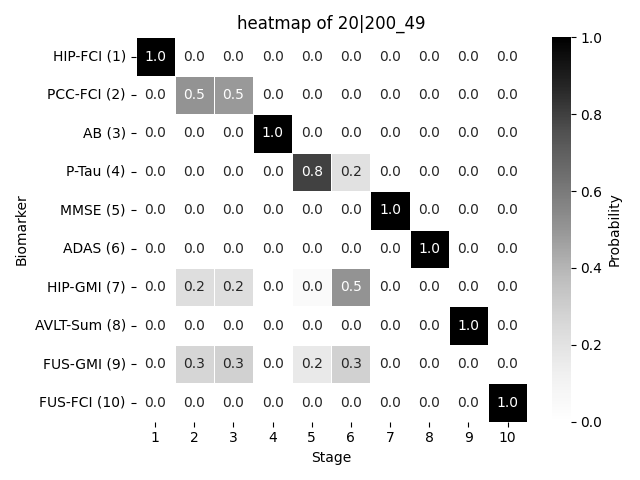 heatmap of 20|200_49
Biomarker
HIP-FCI (1) 1.0 0.0 0.0 0.0 0.0 0.0 0.0 0.0 0.0 0.0
PCC-FCI (2) 0.0 0.5 0.5 0.0 0.0 0.0 0.0 0.0 0.0 0.0
AB (3) 0.0 0.0 0.0 1.0 0.0 0.0 0.0 0.0 0.0 0.0
P-Tau (4) 0.0 0.0 0.0 0.0 0.8 0.2 0.0 0.0 0.0 0.0
MMSE (5) 0.0 0.0 0.0 0.0 0.0 0.0 1.0 0.0 0.0 0.0
ADAS (6) 0.0 0.0 0.0 0.0 0.0 0.0 0.0 1.0 0.0 0.0
HIP-GMI (7) 0.0 0.2 0.2 0.0 0.0 0.5 0.0 0.0 0.0 0.0
AVLT-Sum (8) 0.0 0.0 0.0 0.0 0.0 0.0 0.0 0.0 1.0 0.0
FUS-GMI (9) 0.0 0.3 0.3 0.0 0.2 0.3 0.0 0.0 0.0 0.0
FUS-FCI (10) 0.0 0.0 0.0 0.0 0.0 0.0 0.0 0.0 0.0 1.0
1 2 3 4 5 6 7 8 9 10
Stage
1.0
0.8
0.6
0.4
0.2
0.0
Probability